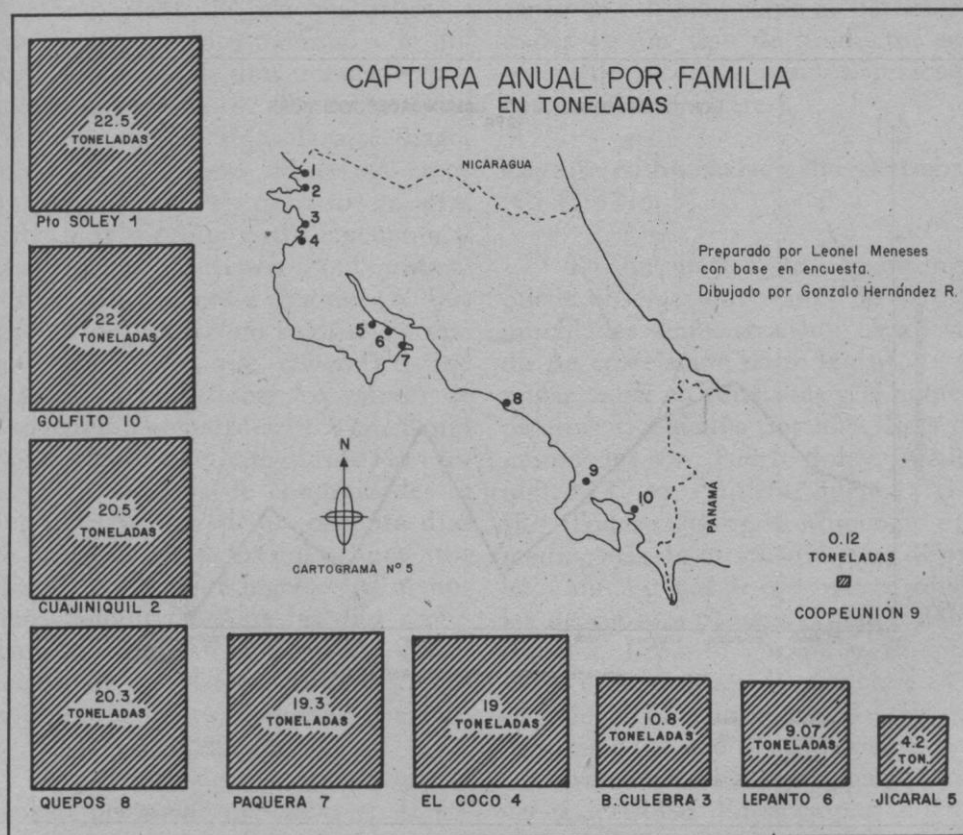 CAPTURA ANUAL POR FAMILIA
EN TONELADAS
22.5
TONELADAS
Pto SOLEY 1
22
TONELADAS
GOLFITO 10
20.5
TONELADAS
CUAJINIQUIL 2
20.3
TONELADAS
QUEPOS 8
19.3
TONELADAS
PAQUERA 7
19
TONELADAS
EL COCO 4
10.8
TONELADAS
B.CULEBRA 3
9.07
TONELADAS
LEPANTO 6
4.2
TON.
JICARAL 5
0.12
TONELADAS
COOPEUNIÓN 9
NICARAGUA
PANAMÁ
1
2
3
4
5
6
7
8
9
10
Preparado por Leonel Meneses
con base en encuesta.
Dibujado por Gonzalo Hernández R.
N
CARTOGRAMA Nº 5